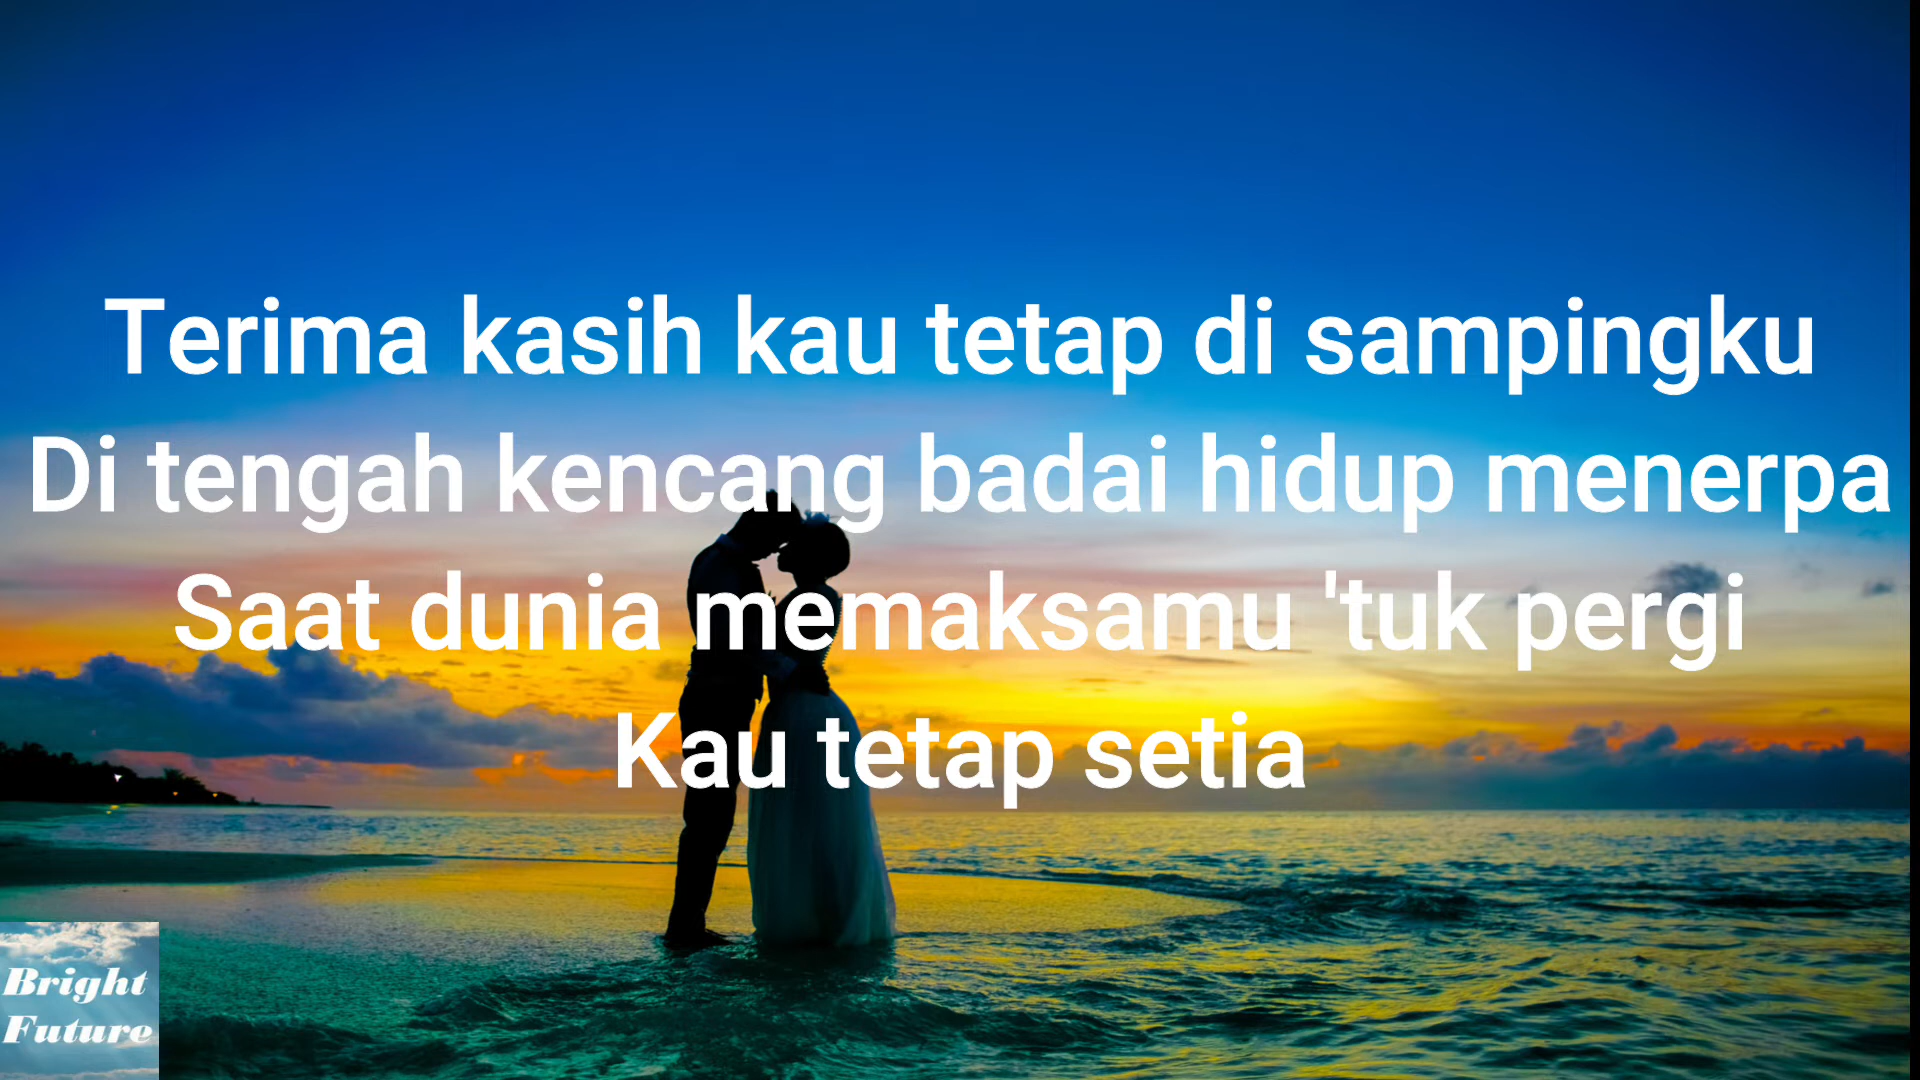 Terima kasih kau tetap di sampingku
Di tengah kencang badai hidup menerpa
Saat dunia memaksamu 'tuk pergi
Kau tetap setia
Bright
Future